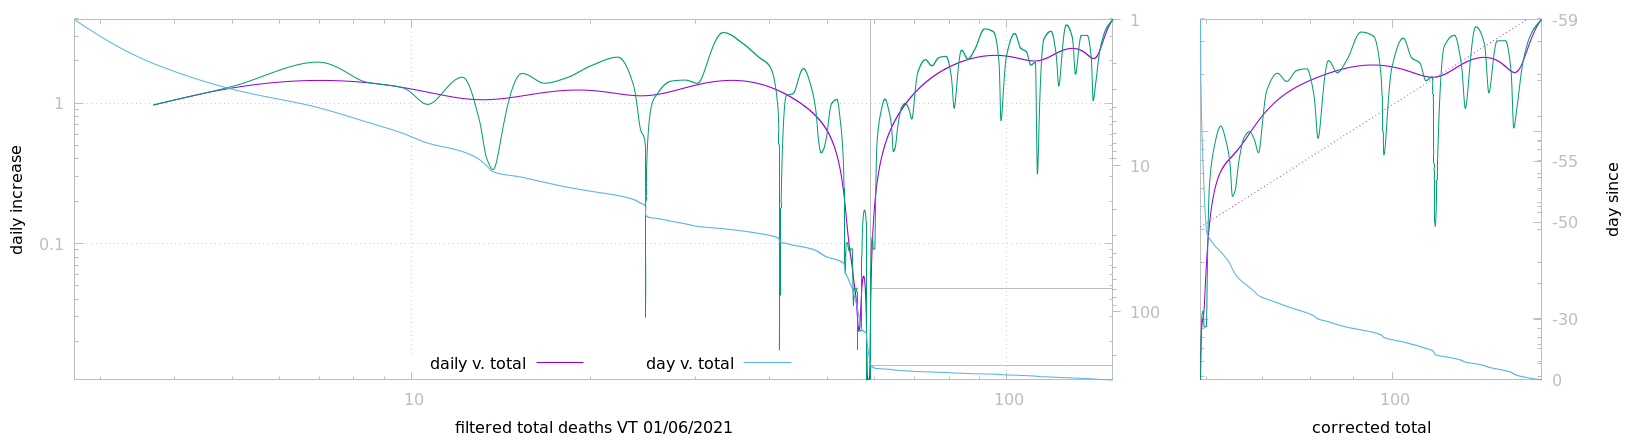 1
-59
1
10
-55
daily increase
day since
-50
0.1
100
-30
daily v. total
day v. total
0
10
100
100
filtered total deaths VT 01/06/2021
corrected total